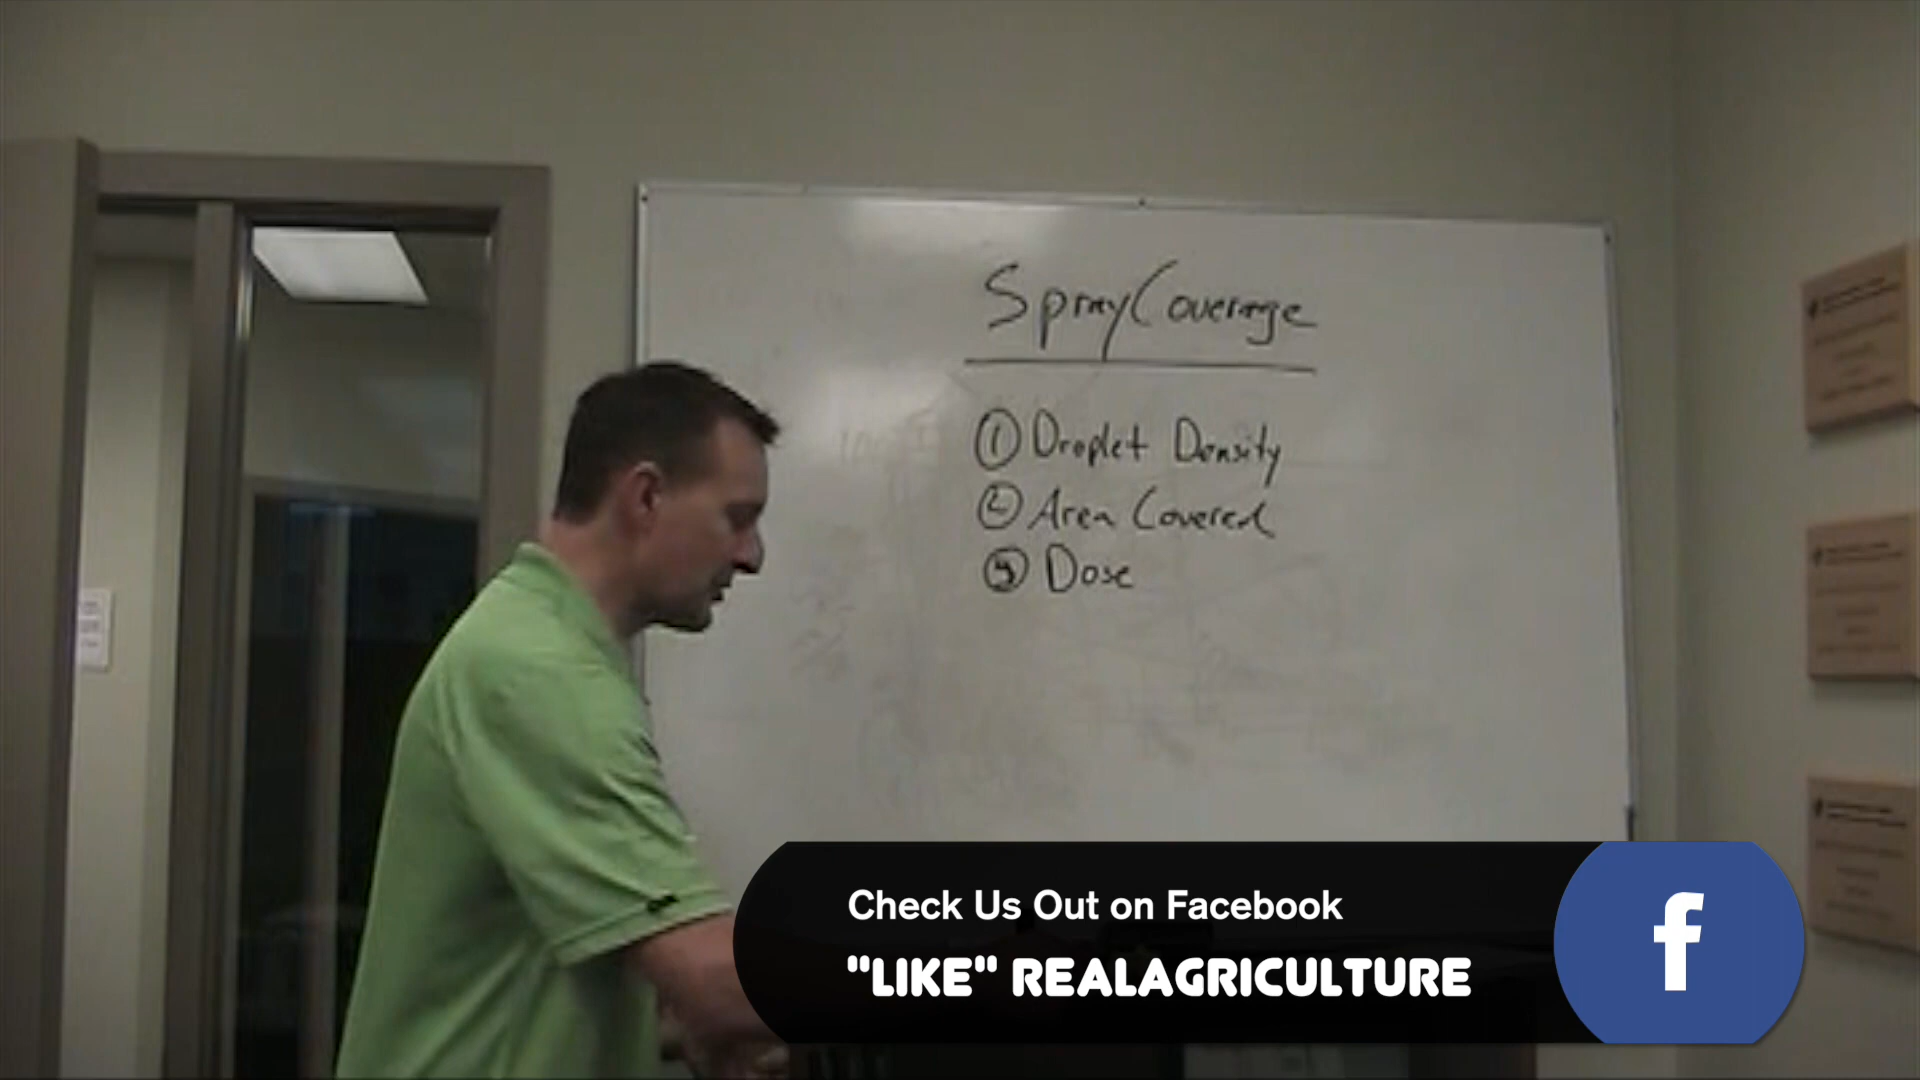 Spray Coverage
① Droplet Density
② Area Covered
③ Dose
Check Us Out on Facebook
"LIKE" REALAGRICULTURE
f